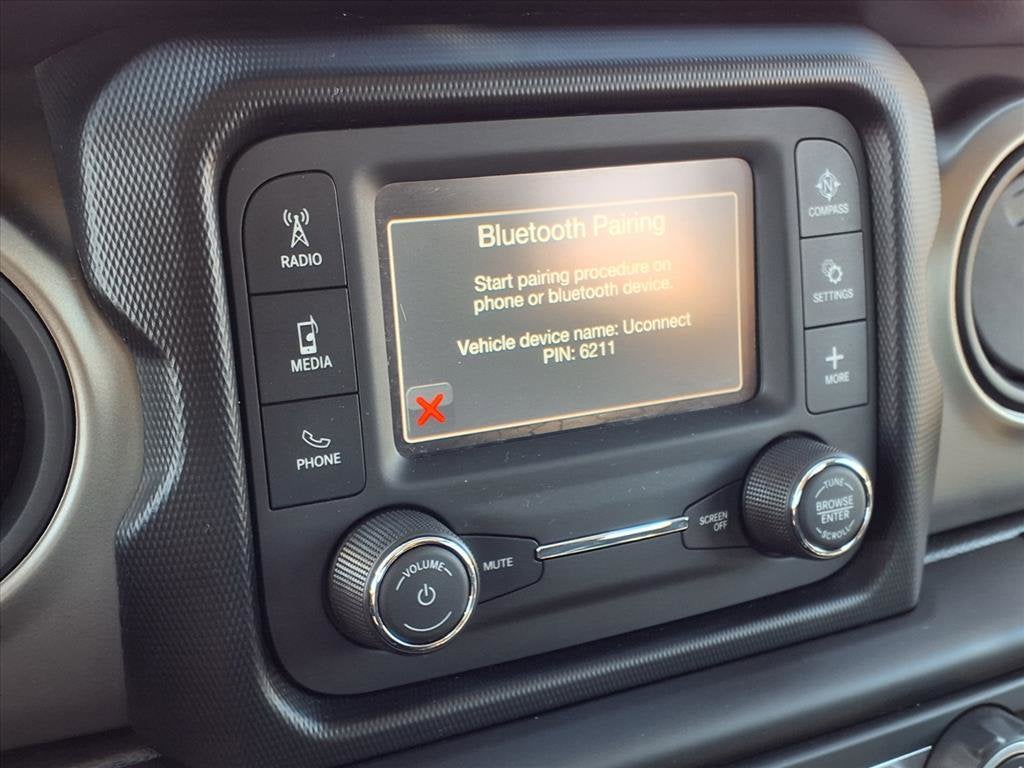 Bluetooth Pairing
Start pairing procedure on
phone or bluetooth device.
Vehicle device name: Uconnect
PIN: 6211
RADIO
MEDIA
PHONE
N
COMPASS
SETTINGS
+
MORE
VOLUME
MUTE
SCREEN
OFF
TUNE
BROWSE
ENTER
SCROLL